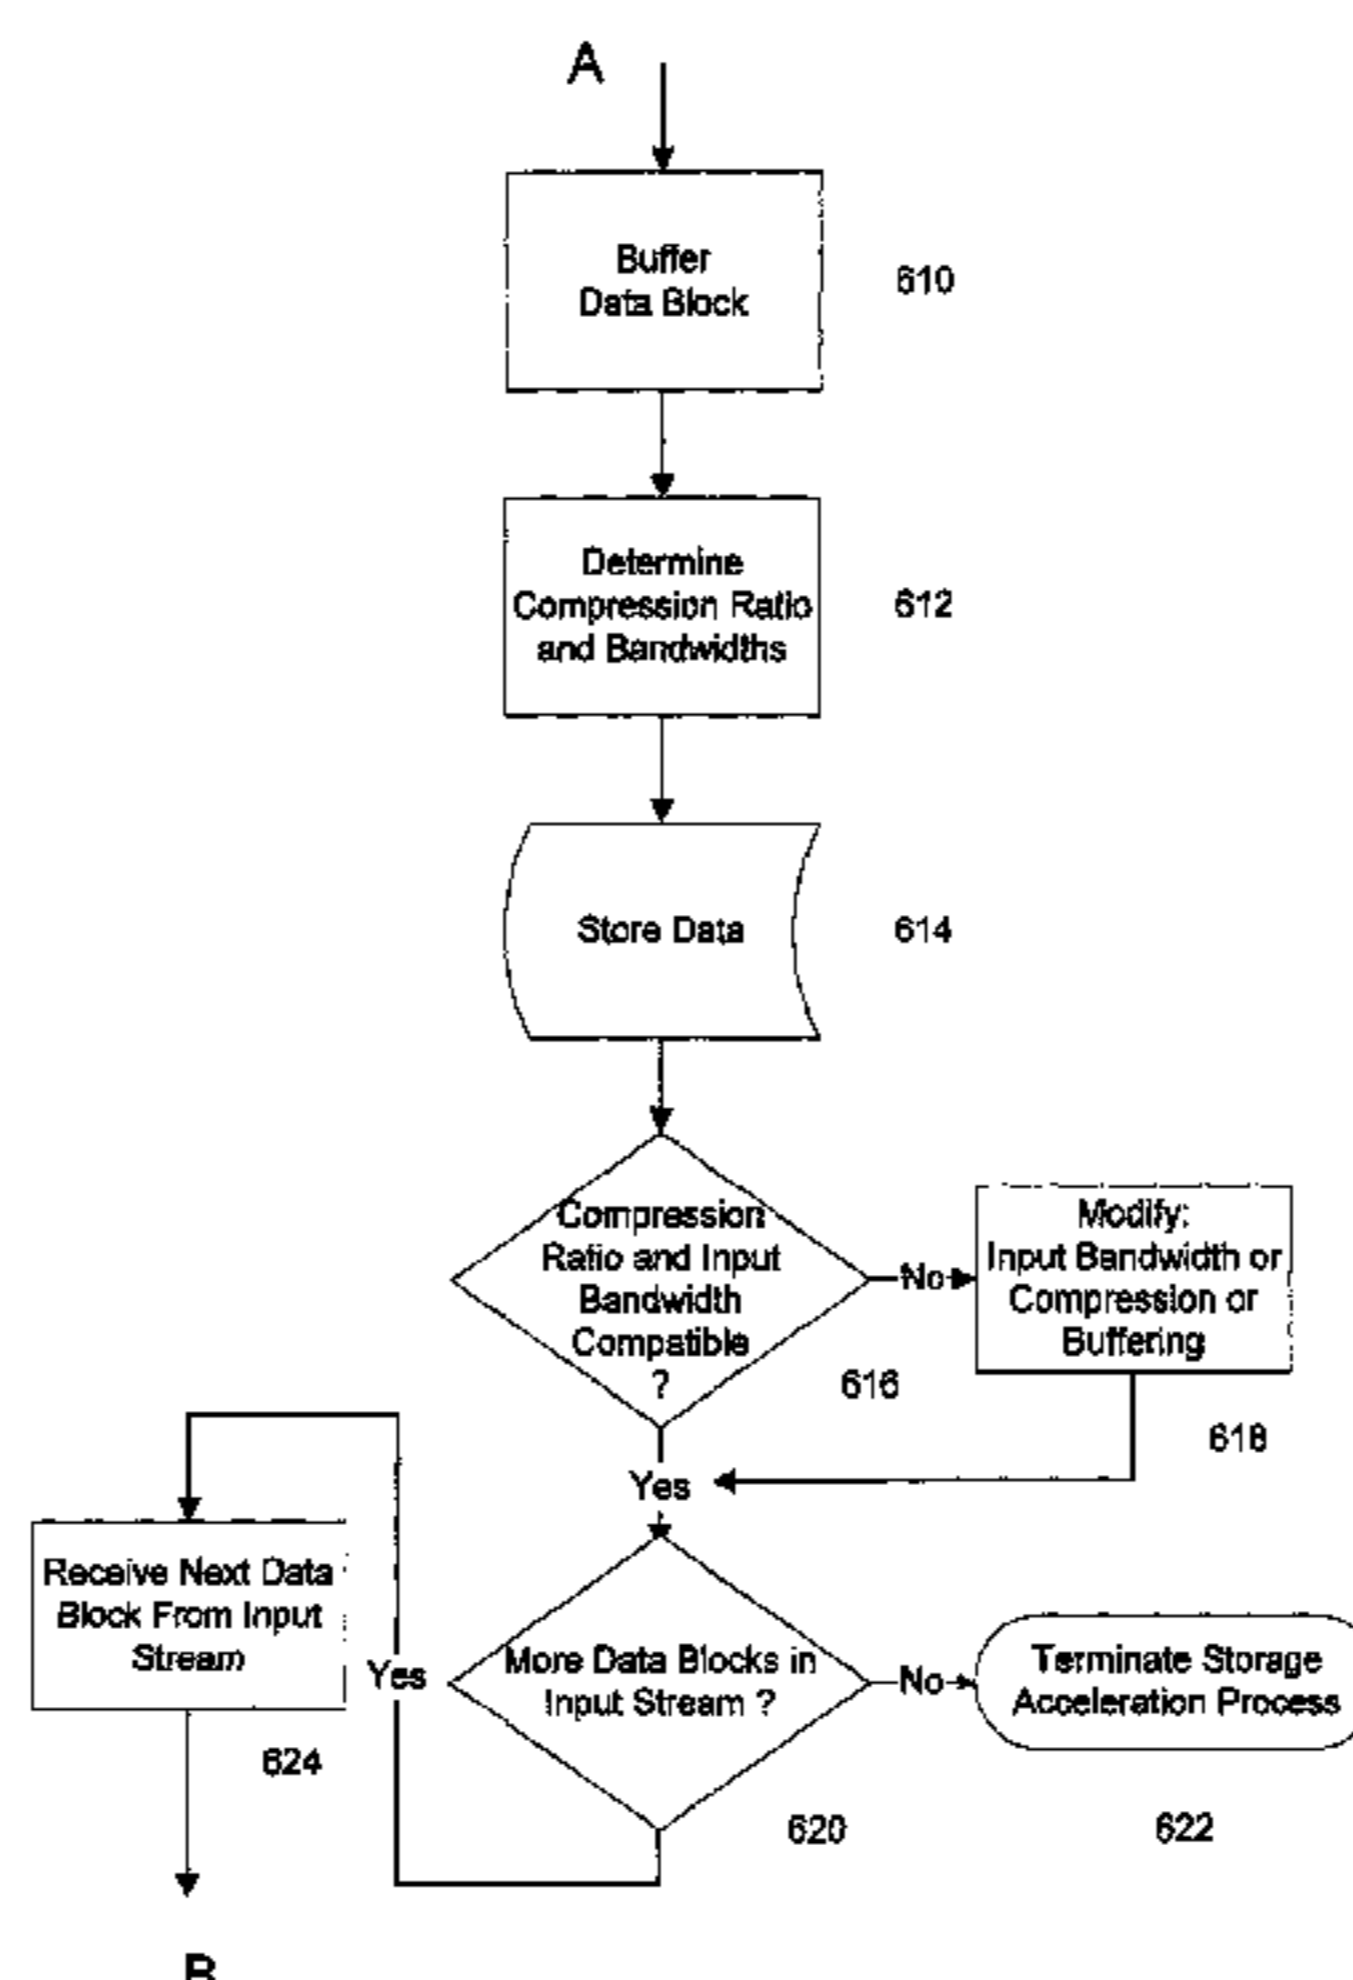 A
Buffer
Data Block
610
Determine
Compression Ratio
and Bandwidths
612
Store Data
614
Compression
Ratio and Input
Bandwidth
Compatible
?
616
No
Modify:
Input Bandwidth or
Compression or
Buffering
618
Yes
Receive Next Data
Block From Input
Stream
624
Yes
More Data Blocks in
Input Stream ?
620
No
Terminate Storage
Acceleration Process
622
B